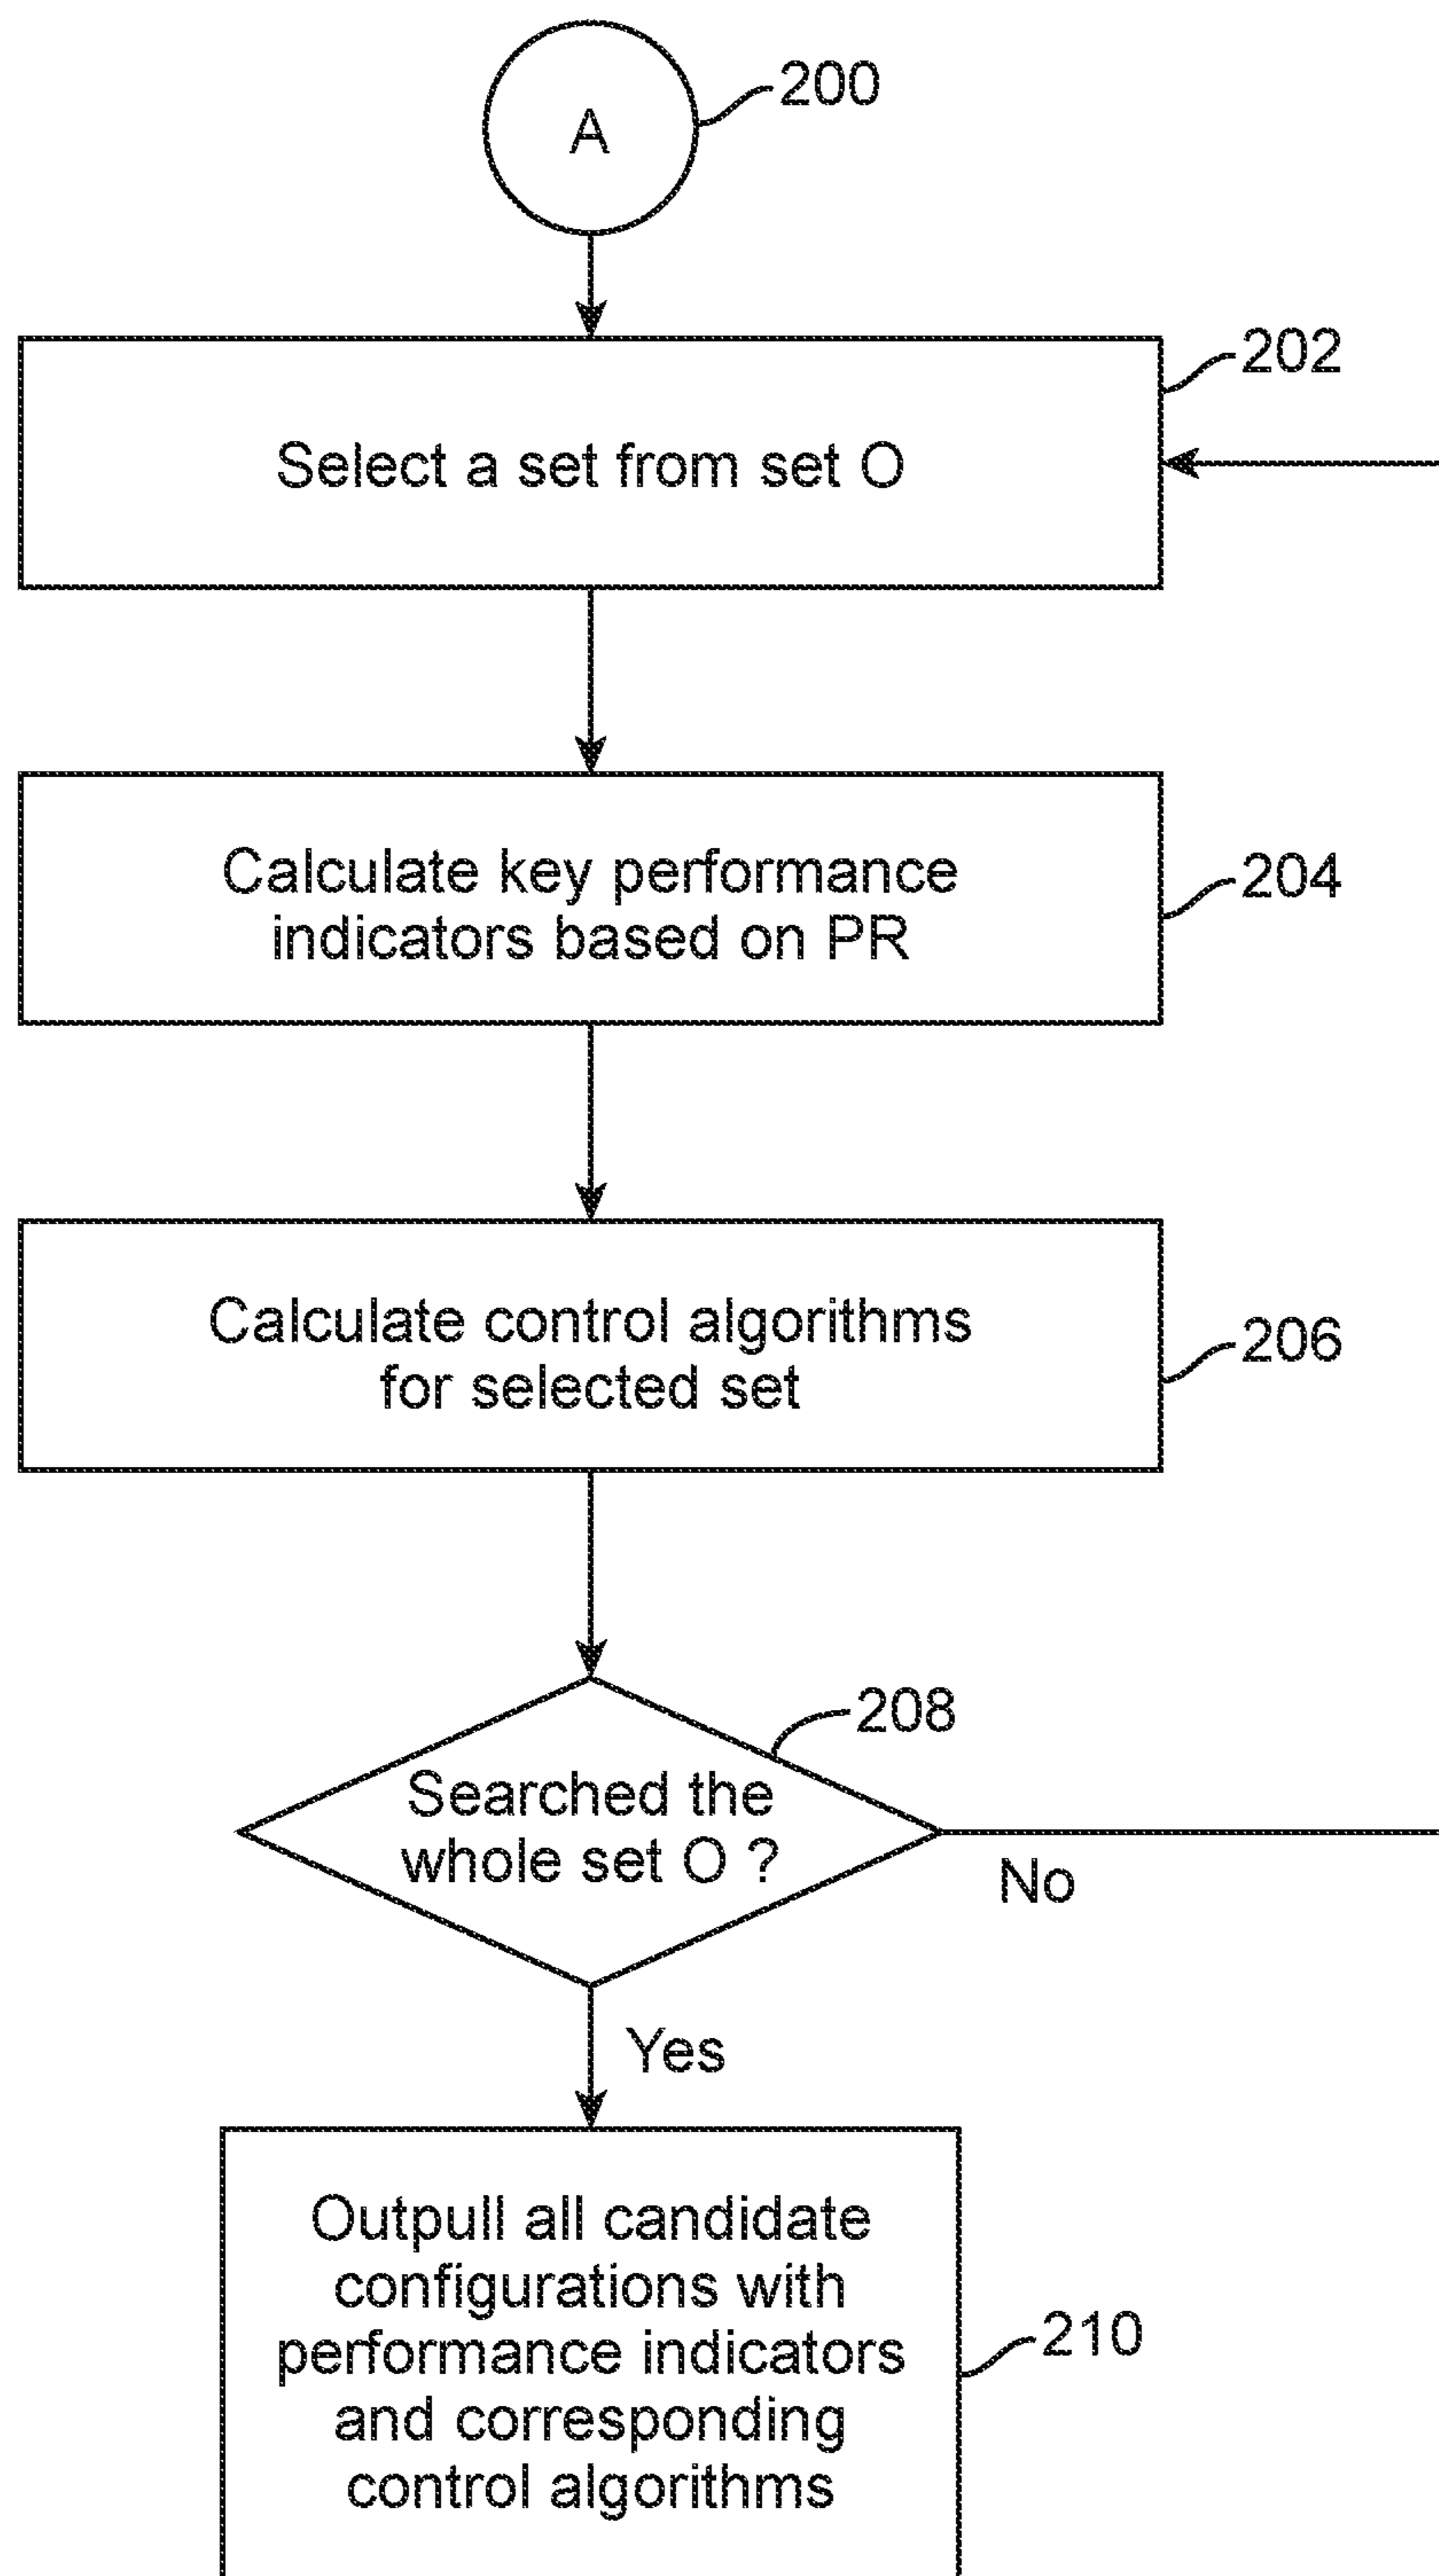 A
200
202
Select a set from set O
Calculate key performance
indicators based on PR
204
Calculate control algorithms
for selected set
206
208
Searched the
whole set O ?
No
Yes
Outpull all candidate
configurations with
performance indicators
and corresponding
control algorithms
210